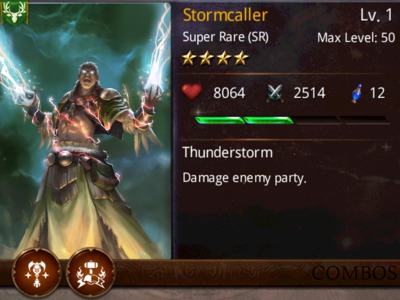 Stormcaller
Lv. 1
Super Rare (SR)
Max Level: 50
8064
2514
12
Thunderstorm
Damage enemy party.
COMBOS